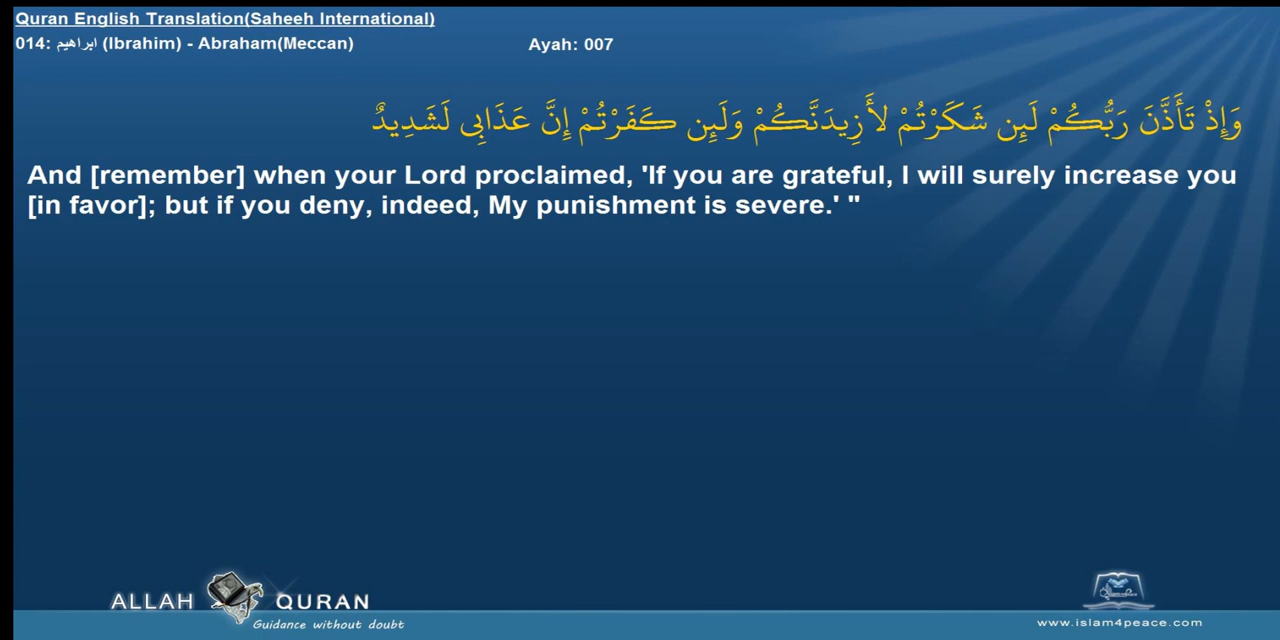 Quran English Translation(Saheeh International)
014: ابراهيم (Ibrahim) - Abraham(Meccan) Ayah: 007
وَإِذْ تَأَذَّنَ رَبُّكُمْ لَئِن شَكَرْتُمْ لأَزِيدَنَّكُمْ وَلَئِن كَفَرْتُمْ إِنَّ عَذَابِى لَشَدِيدٌ
And [remember] when your Lord proclaimed, 'If you are grateful, I will surely increase you
[in favor]; but if you deny, indeed, My punishment is severe.' "
ALLAH QURAN
Guidance without doubt
www.islam4peace.com